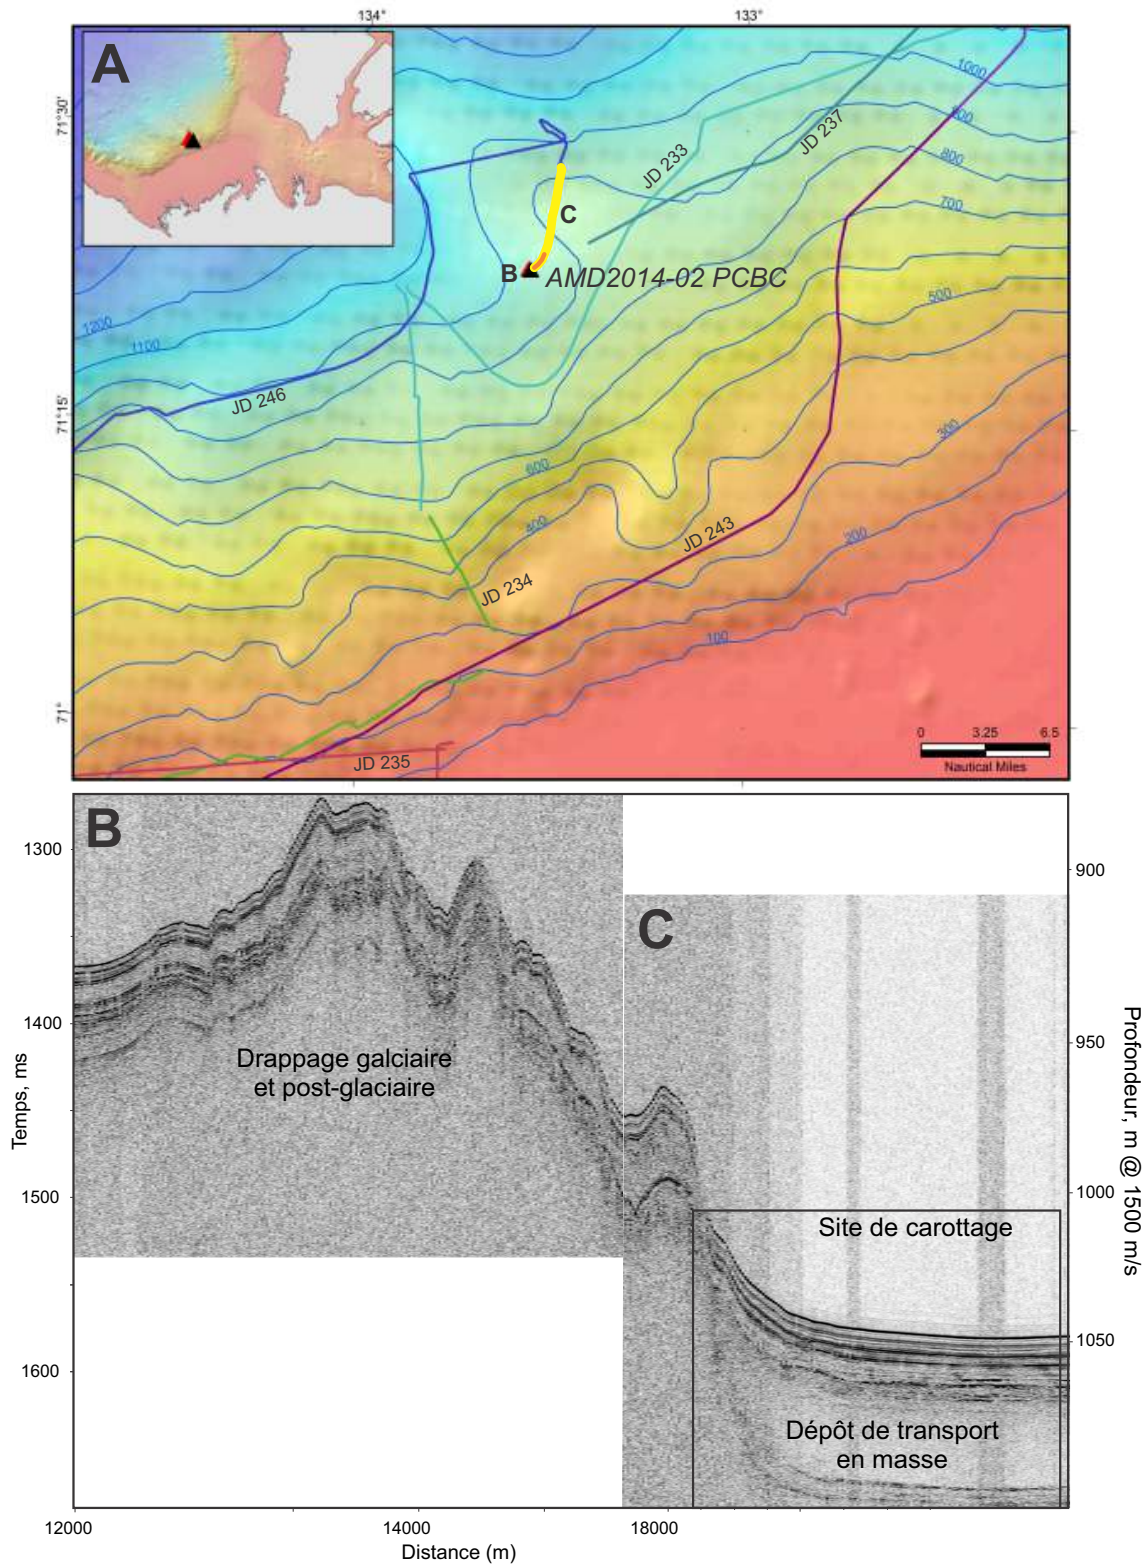 134°
133°
A
71°30'
71°15'
71°
1000
900
800
700
500
300
200
100
1200
1100
600
400
JD 237
JD 233
C
B
AMD2014-02 PCBC
JD 246
JD 243
JD 234
JD 235
0 3.25 6.5
Nautical Miles
B
C
1300
1400
1500
1600
Temps, ms
900
950
1000
1050
Profondeur, m @ 1500 m/s
Drappage galciaire
et post-glaciaire
Site de carottage
Dépôt de transport
en masse
12000
14000
18000
Distance (m)